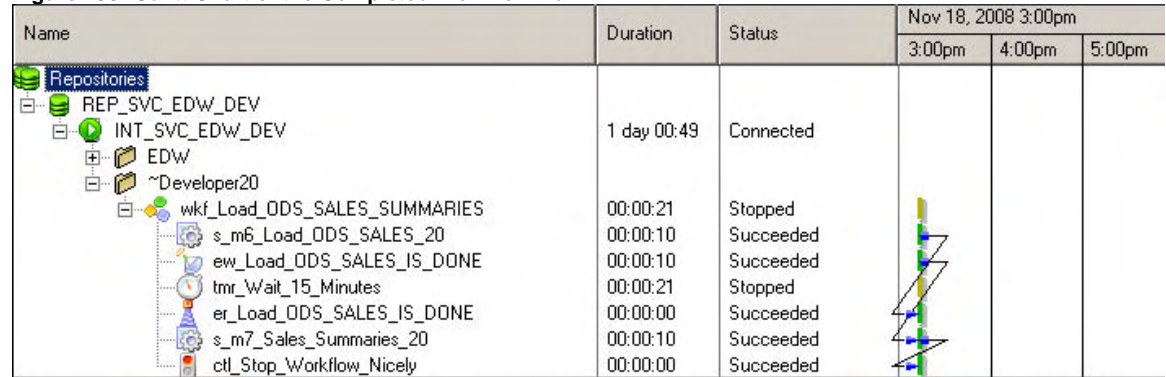 Name Duration Status Nov 18, 2008 3:00pm
3:00pm 4:00pm 5:00pm
Repositories
REP_SVC_EDW_DEV
INT_SVC_EDW_DEV 1 day 00:49 Connected
EDW
~Developer20
wkf_Load_ODS_SALES_SUMMARIES 00:00:21 Stopped
s_m6_Load_ODS_SALES_20 00:00:10 Succeeded
ew_Load_ODS_SALES_IS_DONE 00:00:10 Succeeded
tmr_Wait_15_Minutes 00:00:21 Stopped
er_Load_ODS_SALES_IS_DONE 00:00:00 Succeeded
s_m7_Sales_Summaries_20 00:00:10 Succeeded
ctl_Stop_Workflow_Nicely 00:00:00 Succeeded